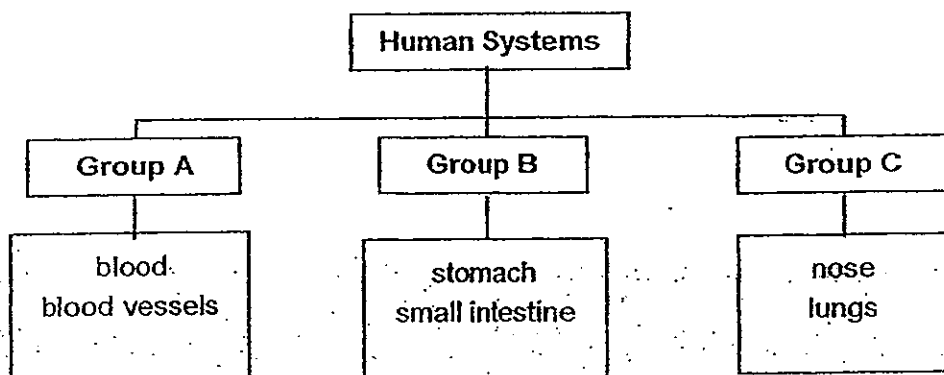 Human Systems
Group A
Group B
Group C
blood
blood vessels
stomach
small intestine
nose
lungs